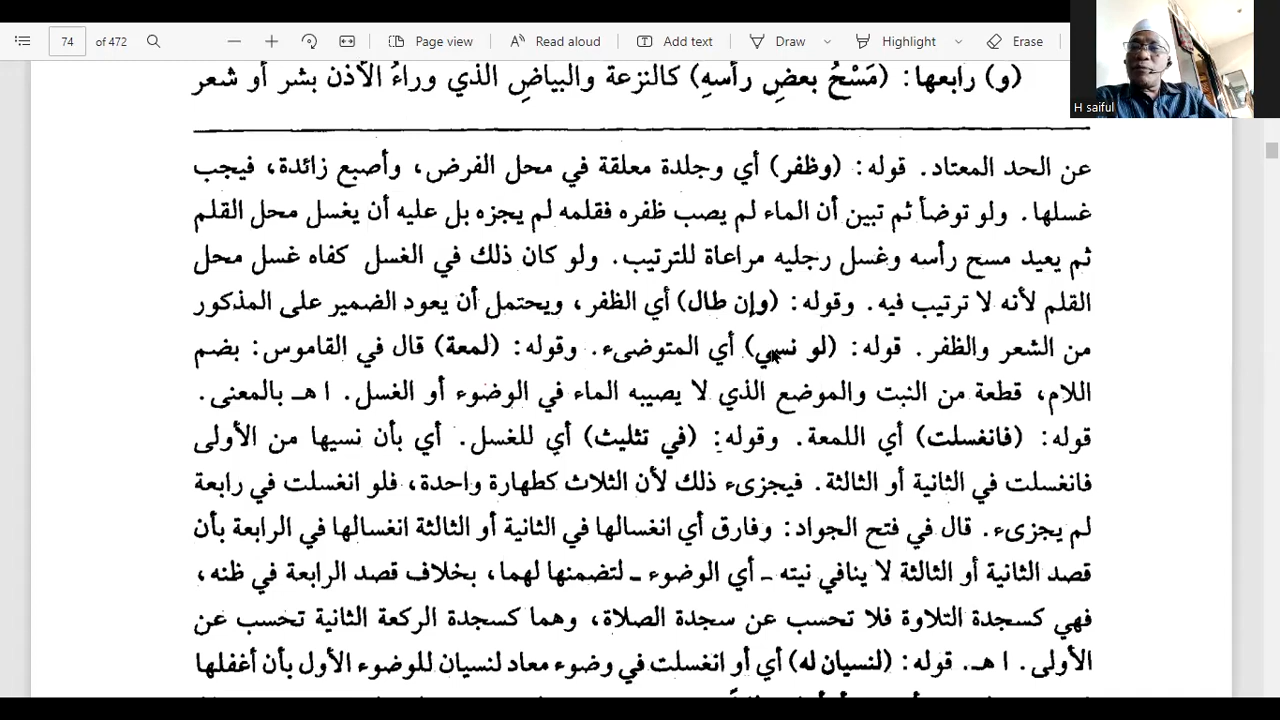 74 of 472 Page view Read aloud Add text Draw Highlight Erase
H saiful
(و) رابعها: (مَسْحُ بعضِ رأسهِ) كالنزعة والبياضِ الذي وراءُ الأذن بشر أو شعر
عن الحد المعتاد. قوله: (وظفر) أي وجلدة معلقة في محل الفرض، وأصبع زائدة، فيجب
غسلها. ولو توضأ ثم تبين أن الماء لم يصب ظفره فقلمه لم يجزه بل عليه أن يغسل محل القلم
ثم يعيد مسح رأسه وغسل رجليه مراعاة للترتيب. ولو كان ذلك في الغسل كفاه غسل محل
القلم لأنه لا ترتيب فيه. وقوله: (وإن طال) أي الظفر، ويحتمل أن يعود الضمير على المذكور
من الشعر والظفر. قوله: (لو نسي) أي المتوضىء. وقوله: (لمعة) قال في القاموس: بضم
اللام، قطعة من النبت والموضع الذي لا يصيبه الماء في الوضوء أو الغسل. ا هـ بالمعنى.
قوله: (فانغسلت) أي اللمعة. وقوله: (في تثليث) أي للغسل. أي بأن نسيها من الأولى
فانغسلت في الثانية أو الثالثة. فيجزىء ذلك لأن الثلاث كطهارة واحدة، فلو انغسلت في رابعة
لم يجزىء. قال في فتح الجواد: وفارق أي انغسالها في الثانية أو الثالثة انغسالها في الرابعة بأن
قصد الثانية أو الثالثة لا ينافي نيته ـ أي الوضوء ـ لتضمنها لهما، بخلاف قصد الرابعة في ظنه،
فهي كسجدة التلاوة فلا تحسب عن سجدة الصلاة، وهما كسجدة الركعة الثانية تحسب عن
الأولى. ا هـ. قوله: (لنسيان له) أي أو انغسلت في وضوء معاد لنسيان للوضوء الأول بأن أغفلها